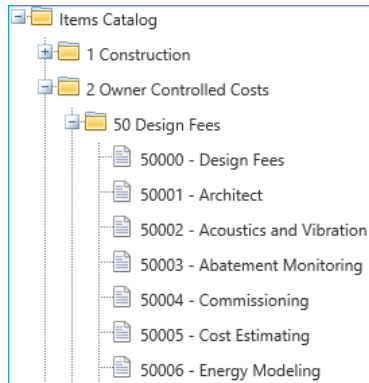 Items Catalog
1 Construction
2 Owner Controlled Costs
50 Design Fees
50000 - Design Fees
50001 - Architect
50002 - Acoustics and Vibration
50003 - Abatement Monitoring
50004 - Commissioning
50005 - Cost Estimating
50006 - Energy Modeling